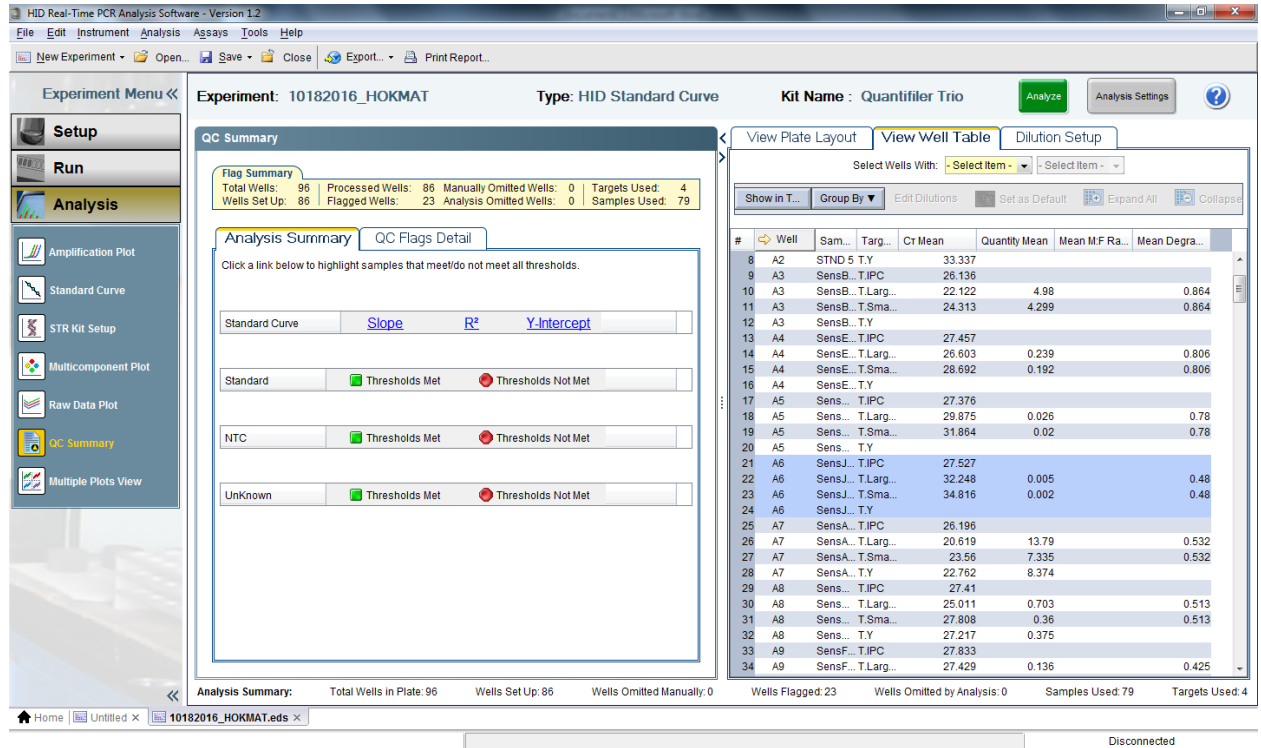 HID Real-Time PCR Analysis Software - Version 1.2
File Edit Instrument Analysis Assays Tools Help
New Experiment Open... Save Close Export... Print Report...
Experiment Menu «
Experiment: 10182016_HOKMAT Type: HID Standard Curve Kit Name : Quantifiler Trio Analyze Analysis Settings ?
Setup
Run
Analysis
Amplification Plot
Standard Curve
STR Kit Setup
Multicomponent Plot
Raw Data Plot
QC Summary
Multiple Plots View
«
QC Summary
Flag Summary
Total Wells: 96 Processed Wells: 86 Manually Omitted Wells: 0 Targets Used: 4
Wells Set Up: 86 Flagged Wells: 23 Analysis Omitted Wells: 0 Samples Used: 79
Analysis Summary QC Flags Detail
Click a link below to highlight samples that meet/do not meet all thresholds.
Standard Curve Slope R² Y-Intercept
Standard Thresholds Met Thresholds Not Met
NTC Thresholds Met Thresholds Not Met
UnKnown Thresholds Met Thresholds Not Met
View Plate Layout View Well Table Dilution Setup
Select Wells With: - Select Item - - Select Item -
Show in T... Group By ▼ Edit Dilutions Set as Default Expand All Collapse
# Well Sam... Targ... Cт Mean Quantity Mean Mean M:F Ra... Mean Degra...
8 A2 STND 5 T.Y 33.337
9 A3 SensB... T.IPC 26.136
10 A3 SensB... T.Larg... 22.122 4.98 0.864
11 A3 SensB... T.Sma... 24.313 4.299 0.864
12 A3 SensB... T.Y
13 A4 SensE... T.IPC 27.457
14 A4 SensE... T.Larg... 26.603 0.239 0.806
15 A4 SensE... T.Sma... 28.692 0.192 0.806
16 A4 SensE... T.Y
17 A5 Sens... T.IPC 27.376
18 A5 Sens... T.Larg... 29.875 0.026 0.78
19 A5 Sens... T.Sma... 31.864 0.02 0.78
20 A5 Sens... T.Y
21 A6 SensJ... T.IPC 27.527
22 A6 SensJ... T.Larg... 32.248 0.005 0.48
23 A6 SensJ... T.Sma... 34.816 0.002 0.48
24 A6 SensJ... T.Y
25 A7 SensA... T.IPC 26.196
26 A7 SensA... T.Larg... 20.619 13.79 0.532
27 A7 SensA... T.Sma... 23.56 7.335 0.532
28 A7 SensA... T.Y 22.762 8.374
29 A8 Sens... T.IPC 27.41
30 A8 Sens... T.Larg... 25.011 0.703 0.513
31 A8 Sens... T.Sma... 27.808 0.36 0.513
32 A8 Sens... T.Y 27.217 0.375
33 A9 SensF... T.IPC 27.833
34 A9 SensF... T.Larg... 27.429 0.136 0.425
Analysis Summary: Total Wells in Plate: 96 Wells Set Up: 86 Wells Omitted Manually: 0 Wells Flagged: 23 Wells Omitted by Analysis: 0 Samples Used: 79 Targets Used: 4
Home Untitled × 10182016_HOKMAT.eds ×
Disconnected